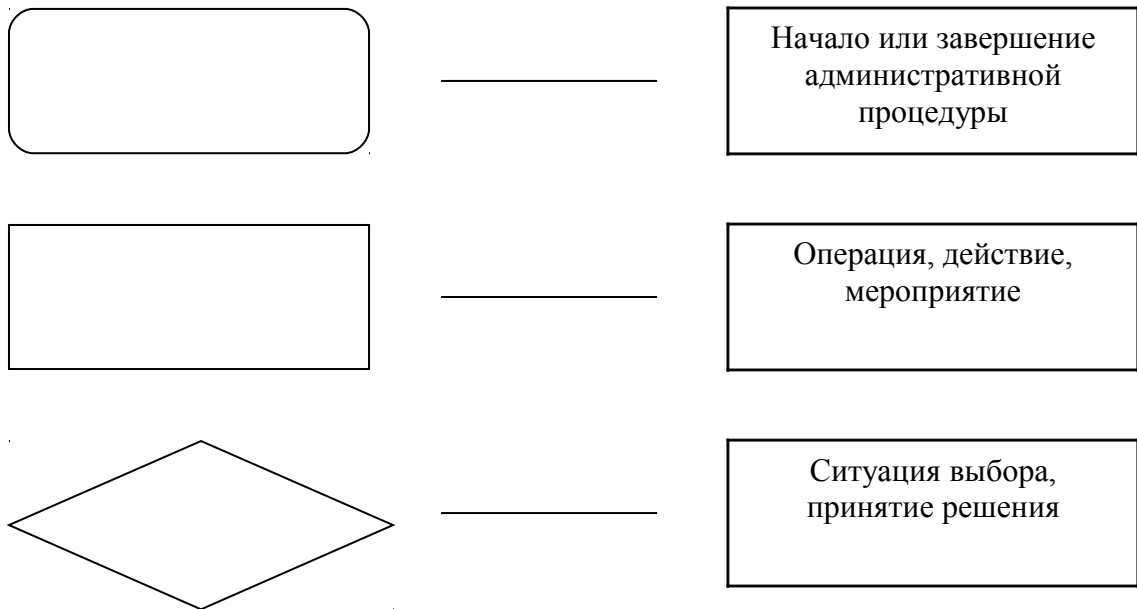 Начало или завершение
административной
процедуры
Операция, действие,
мероприятие
Ситуация выбора,
принятие решения